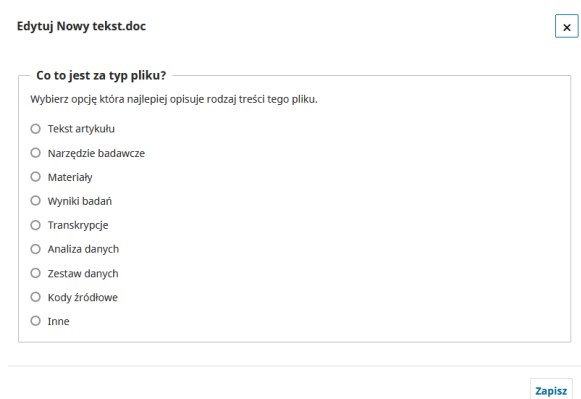 Edytuj Nowy tekst.doc
×
Co to jest za typ pliku?
Wybierz opcję która najlepiej opisuje rodzaj treści tego pliku.
Tekst artykułu
Narzędzie badawcze
Materiały
Wyniki badań
Transkrypcje
Analiza danych
Zestaw danych
Kody źródłowe
Inne
Zapisz